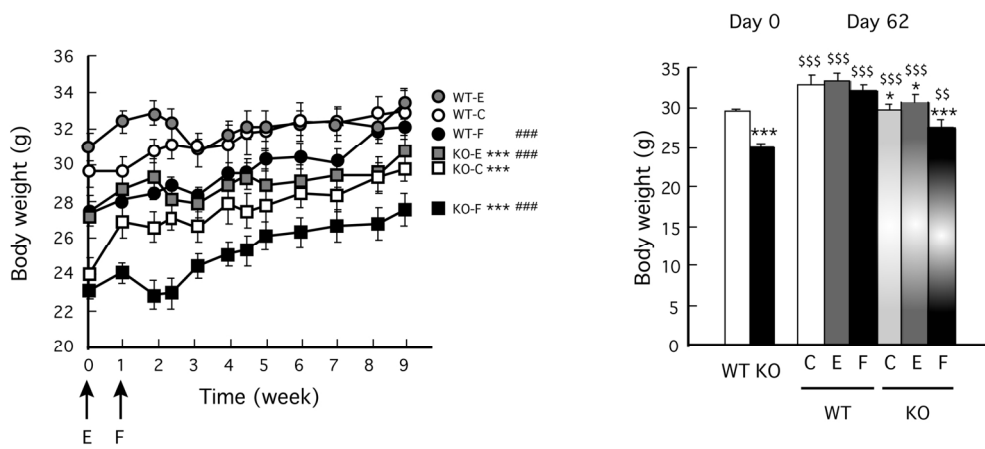 Body weight (g)
36
34
32
30
28
26
24
22
20
0 1 2 3 4 5 6 7 8 9
Time (week)
E F
WT-E
WT-C
WT-F ###
KO-E *** ###
KO-C ***
KO-F *** ###
Day 0 Day 62
Body weight (g)
35
30
25
20
15
10
5
0
***
$$$ $$$ $$$
$$$
*
$$$
*
$$
***
WT KO
C E F C E F
WT KO